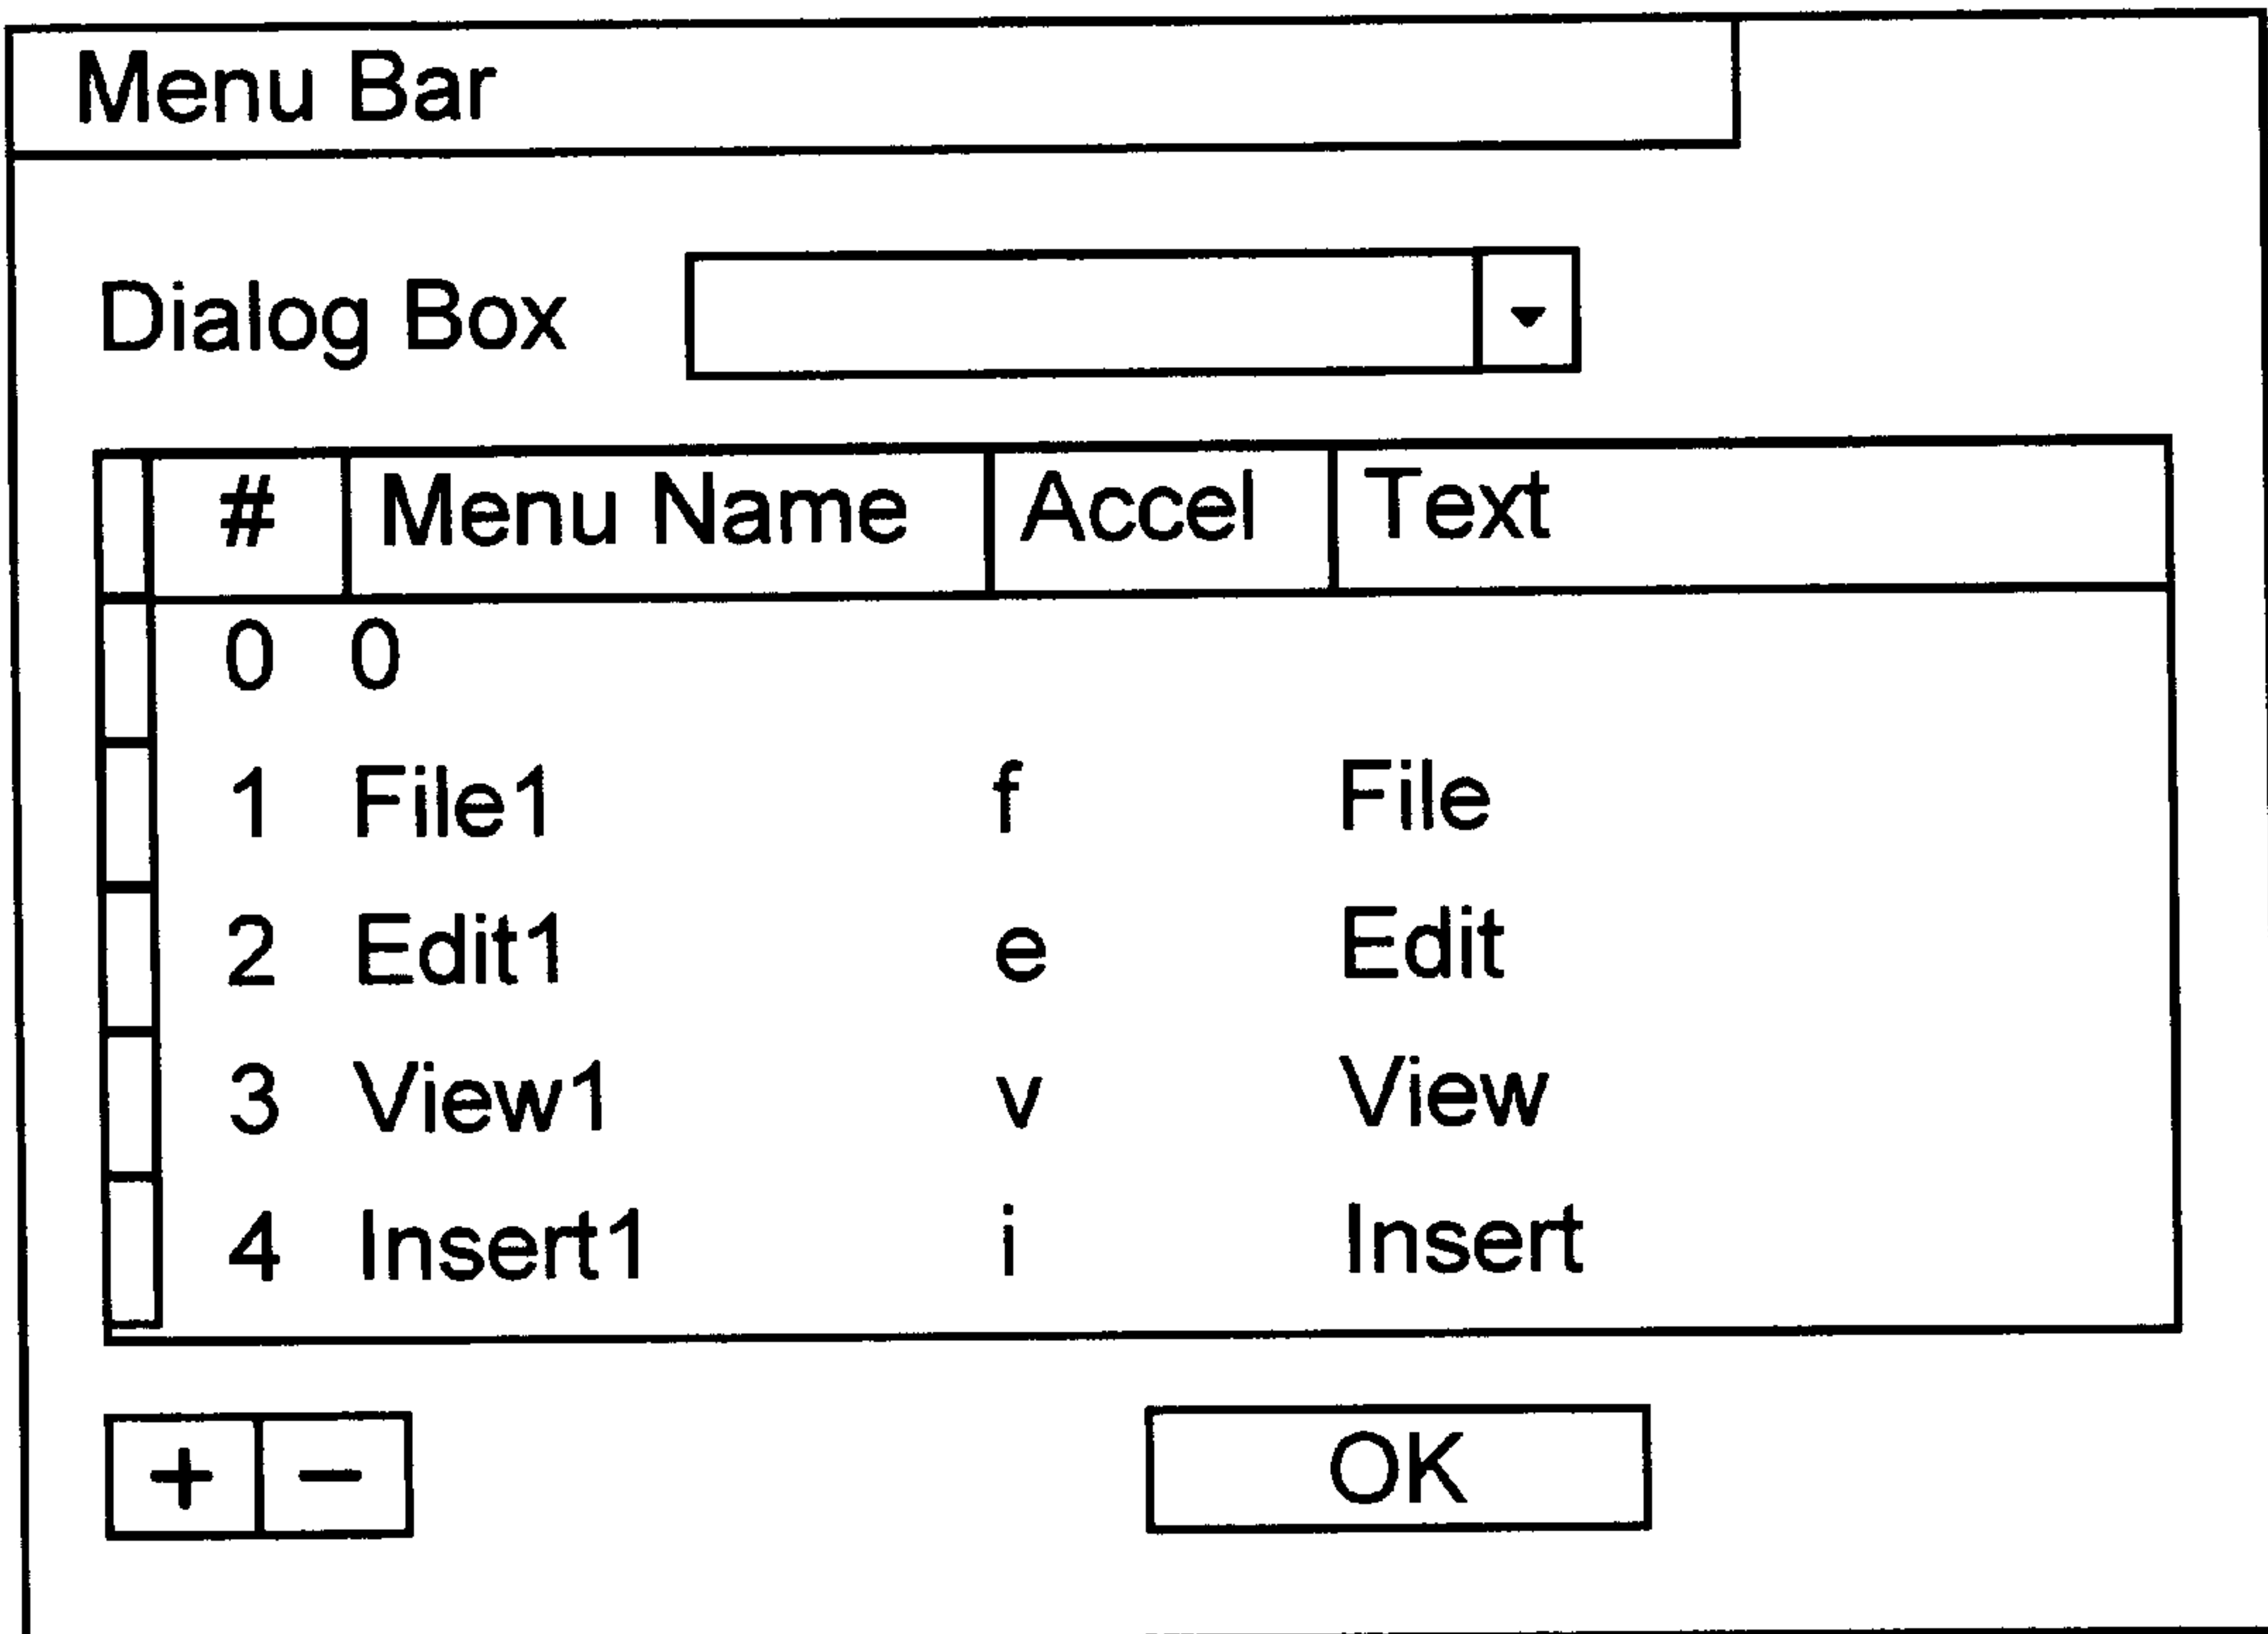 Menu Bar
Dialog Box
# Menu Name Accel Text
0 0
1 File1 f File
2 Edit1 e Edit
3 View1 v View
4 Insert1 i Insert
+ − OK